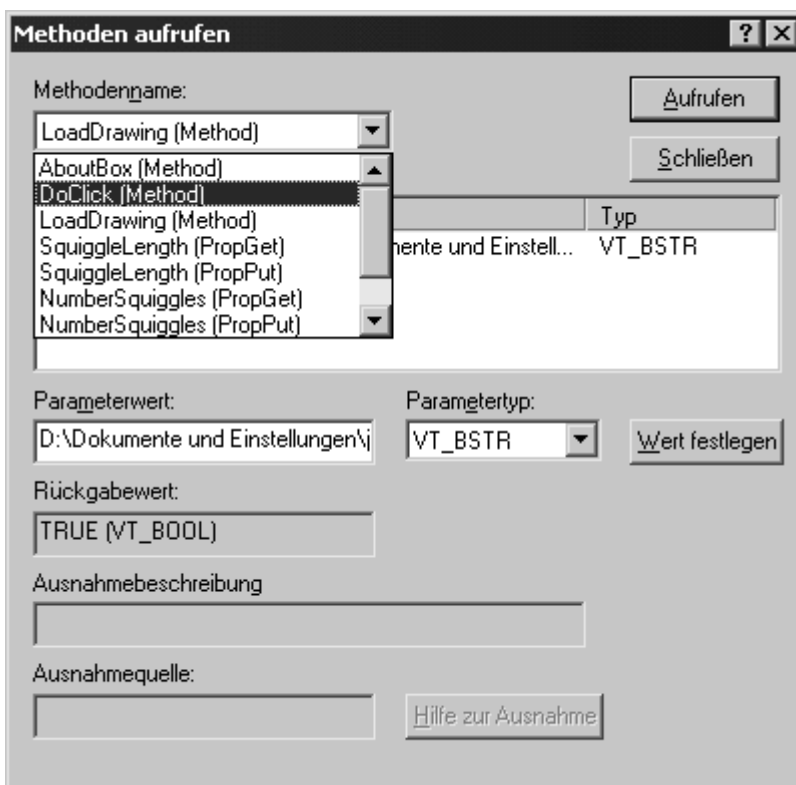 Methoden aufrufen
Methodenname:
Aufrufen
LoadDrawing (Method)
Schließen
AboutBox (Method)
DoClick (Method)
LoadDrawing (Method)
Typ
SquiggleLength (PropGet)
und Einstell... VT_BSTR
SquiggleLength (PropPut)
NumberSquiggles (PropGet)
NumberSquiggles (PropPut)
Parameterwert:
Parametertyp:
D:\Dokumente und Einstellungen\j
VT_BSTR
Wert festlegen
Rückgabewert:
TRUE (VT_BOOL)
Ausnahmebeschreibung
Ausnahmequelle:
Hilfe zur Ausnahme